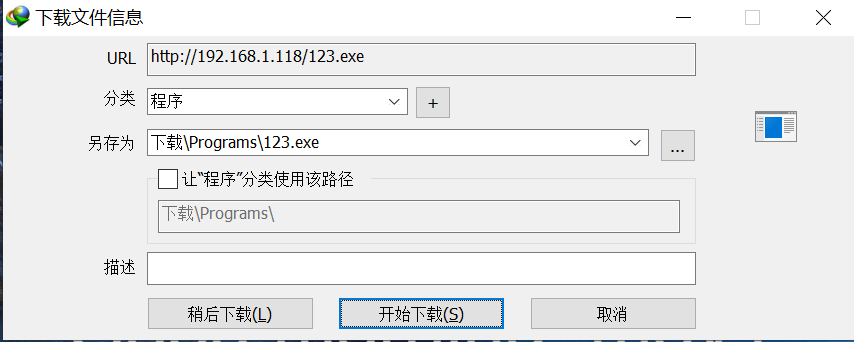 下载文件信息
URL http://192.168.1.118/123.exe
分类 程序 +
另存为 下载\Programs\123.exe ...
让“程序”分类使用该路径
下载\Programs\
描述
稍后下载(L) 开始下载(S) 取消